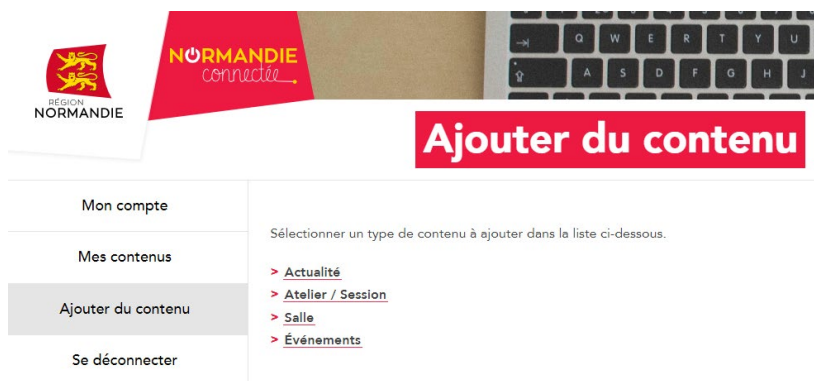 RÉGION
NORMANDIE
NORMANDIE
connectée
Q W E R T Y U
A S D F G H J
Ajouter du contenu
Mon compte
Mes contenus
Ajouter du contenu
Se déconnecter
Sélectionner un type de contenu à ajouter dans la liste ci-dessous.
> Actualité
> Atelier / Session
> Salle
> Événements